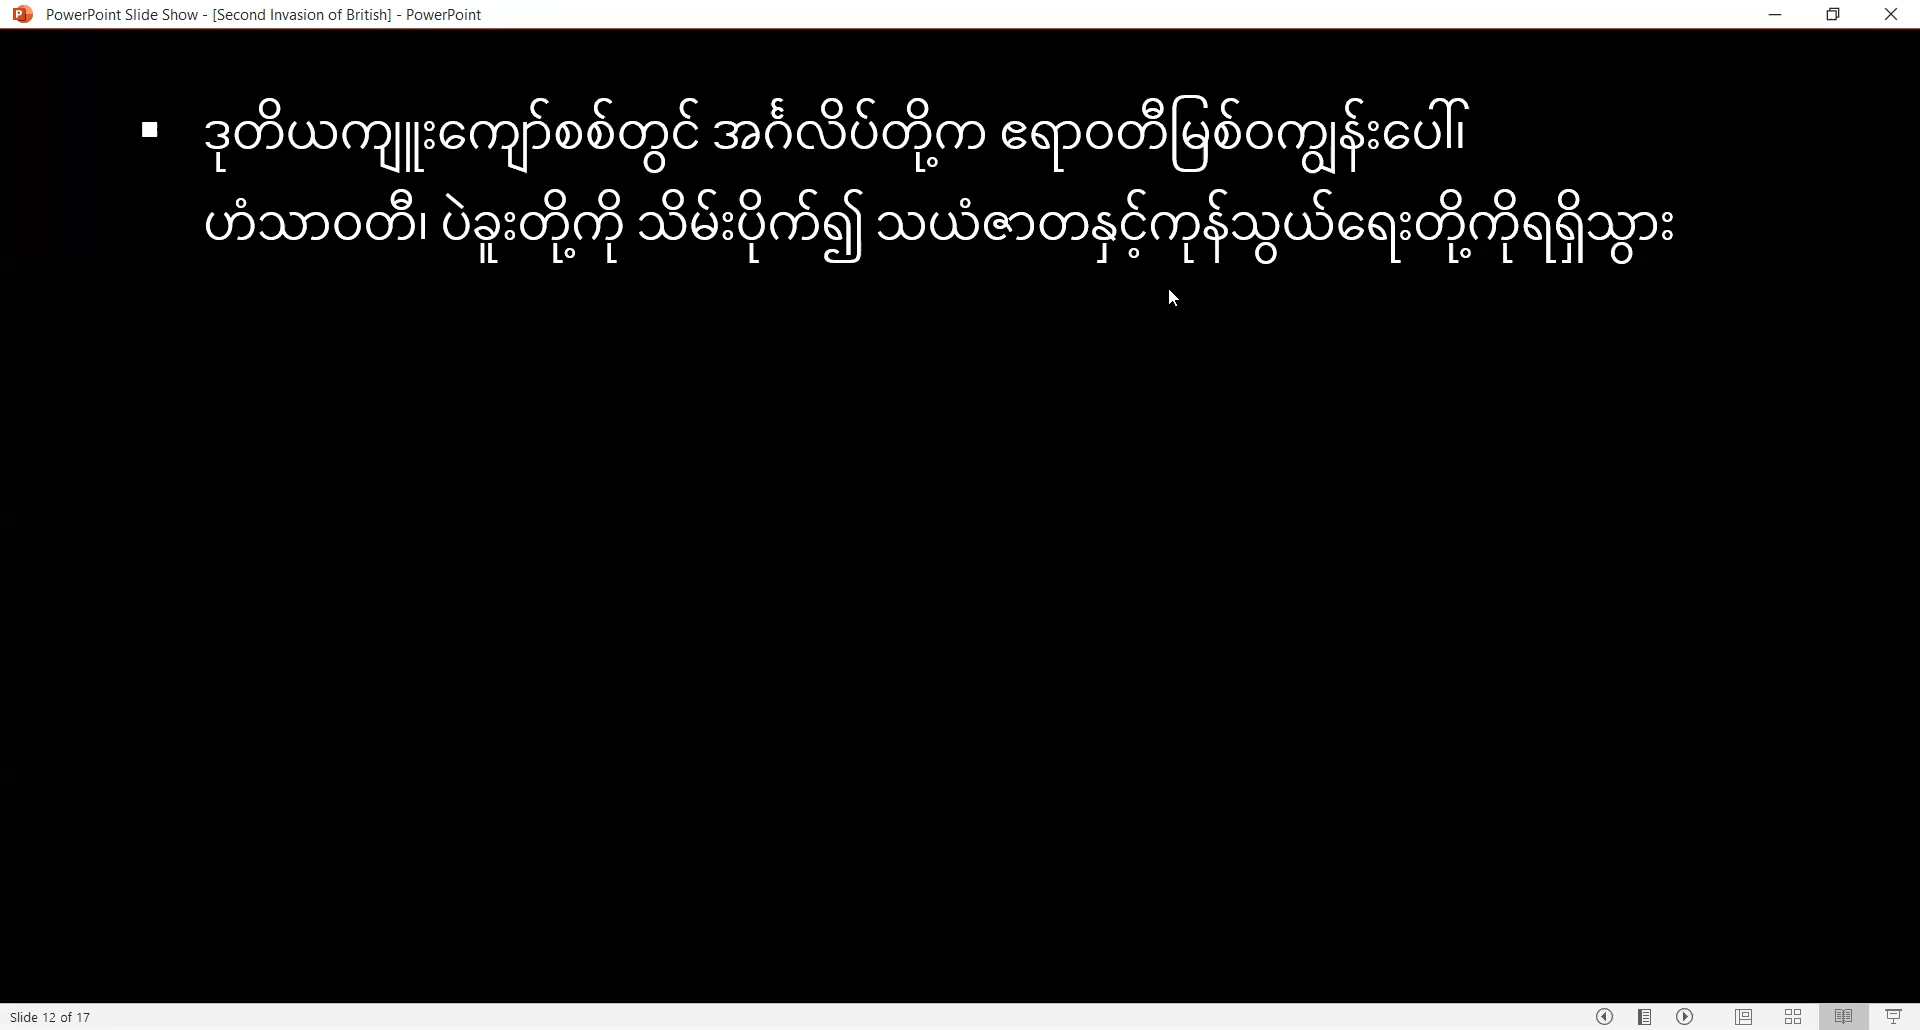 PowerPoint Slide Show - [Second Invasion of British] - PowerPoint
▪ ဒုတိယကျူးကျော်စစ်တွင် အင်္ဂလိပ်တို့က ဧရာဝတီမြစ်ဝကျွန်းပေါ်၊
ဟံသာဝတီ၊ ပဲခူးတို့ကို သိမ်းပိုက်၍ သယံဇာတနှင့်ကုန်သွယ်ရေးတို့ကိုရရှိသွား
Slide 12 of 17